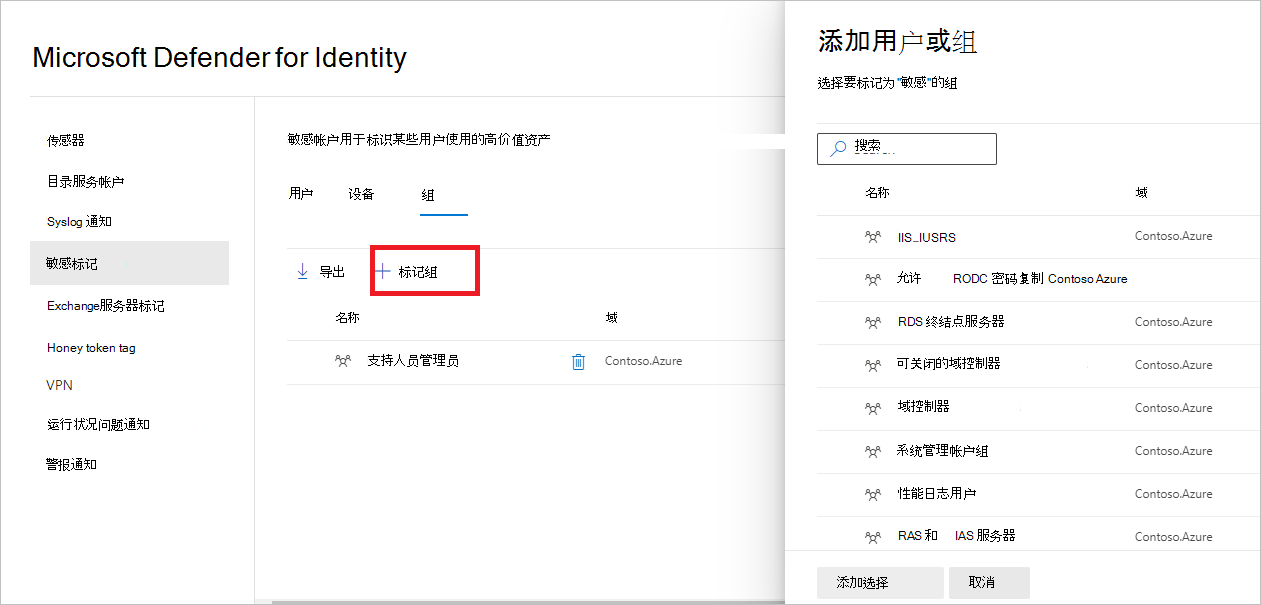 Microsoft Defender for Identity
传感器
目录服务帐户
Syslog 通知
敏感标记
Exchange服务器标记
Honey token tag
VPN
运行状况问题通知
警报通知
敏感帐户用于标识某些用户使用的高价值资产
用户 设备 组
导出 标记组
名称 域
支持人员管理员 Contoso.Azure
添加用户或组
选择要标记为"敏感"的组
搜索
名称 域
IIS_IUSRS Contoso.Azure
允许 RODC 密码复制 Contoso Azure
RDS 终结点服务器 Contoso.Azure
可关闭的域控制器 Contoso.Azure
域控制器 Contoso.Azure
系统管理帐户组 Contoso.Azure
性能日志用户 Contoso.Azure
RAS 和 IAS 服务器 Contoso.Azure
添加选择 取消